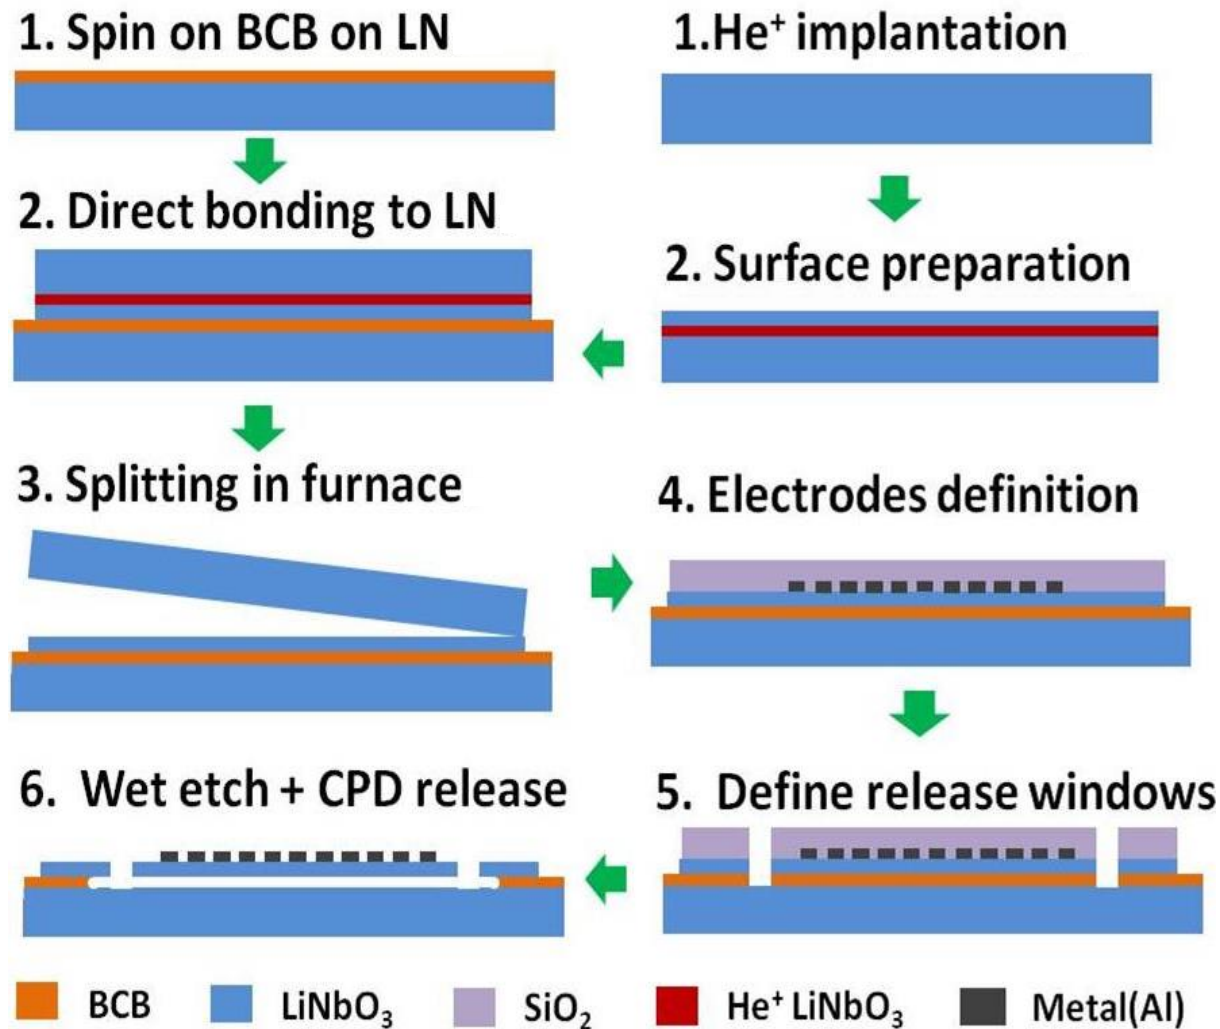 1. Spin on BCB on LN
1.He⁺ implantation
2. Direct bonding to LN
2. Surface preparation
3. Splitting in furnace
4. Electrodes definition
6. Wet etch + CPD release
5. Define release windows
BCB
LiNbO₃
SiO₂
He⁺ LiNbO₃
Metal(Al)